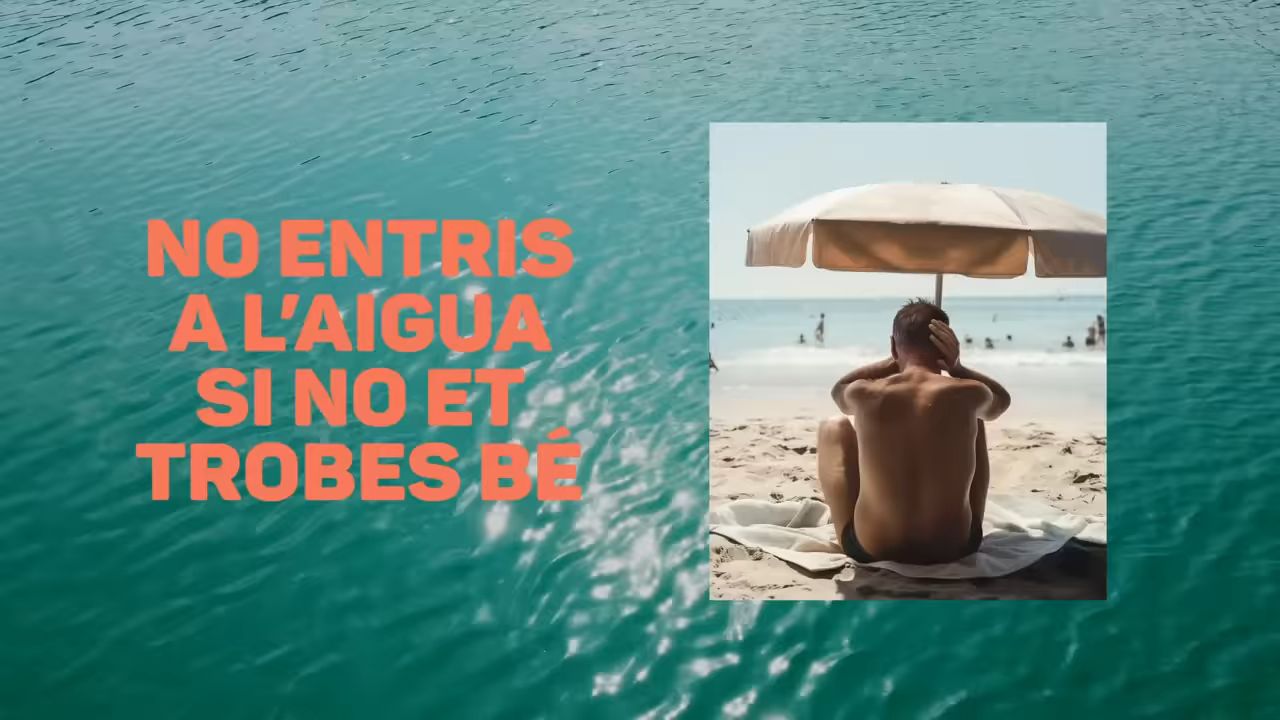 NO ENTRIS
A L’AIGUA
SI NO ET
TROBES BÉ